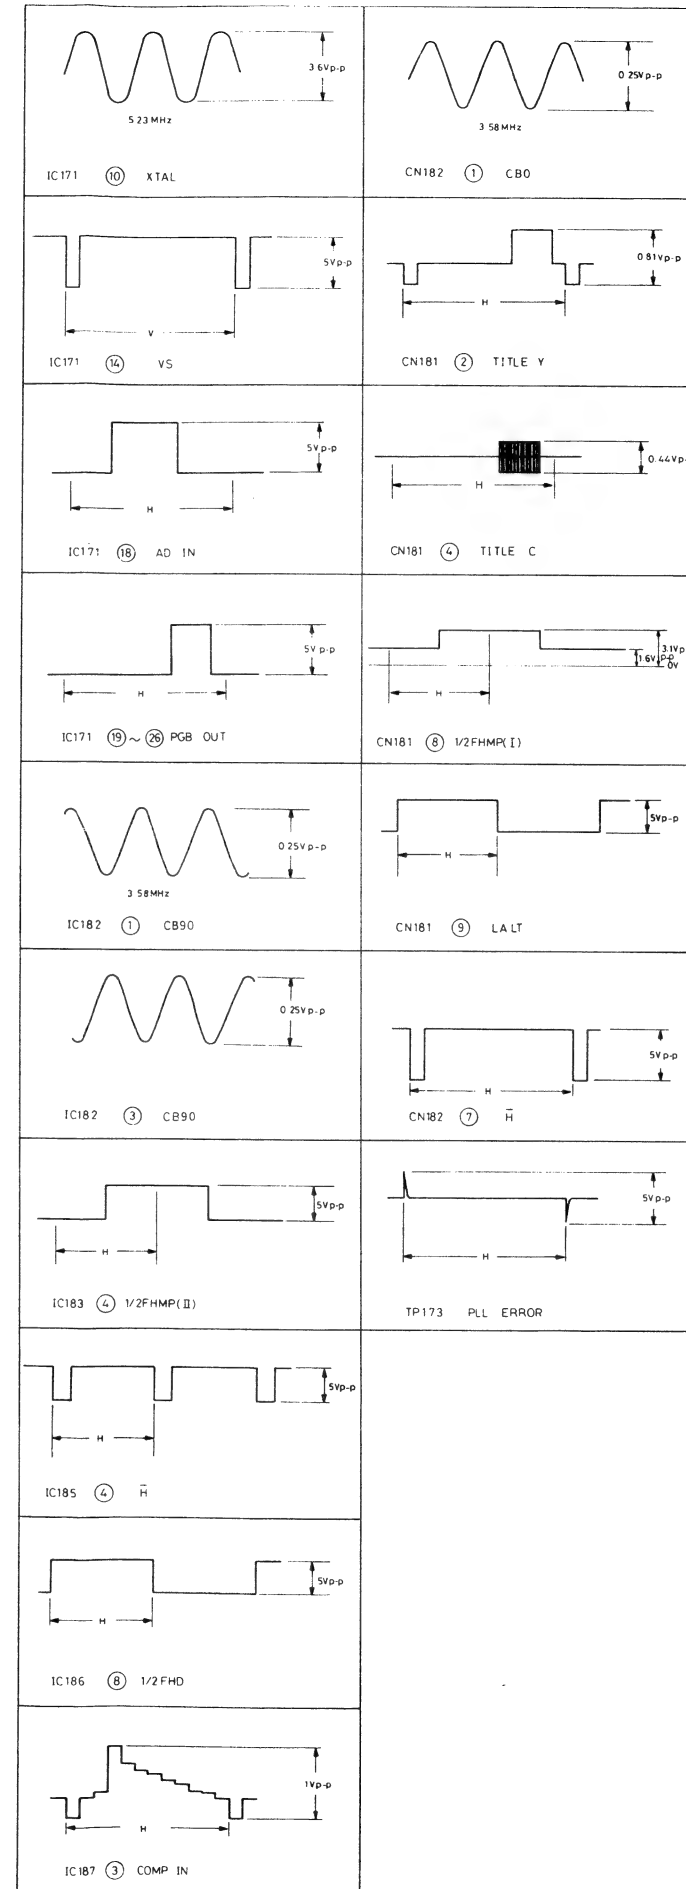 3.6Vp-p
5.23MHz
IC171 ⑩ XTAL
0.25Vp-p
3.58MHz
CN182 ① CB0
5Vp-p
V
IC171 ⑭ VS
0.81Vp-p
H
CN181 ② TITLE Y
5Vp-p
H
IC171 ⑱ AD IN
0.44Vp-
H
CN181 ④ TITLE C
5Vp-p
H
IC171 ⑲~㉖ PGB OUT
3.1Vp
1.6Vp-p
0V
H
CN181 ⑧ 1/2FHMP(I)
0.25Vp-p
3.58MHz
IC182 ① CB90
5Vp-p
H
CN181 ⑨ LALT
0.25Vp-p
IC182 ③ CB90
5Vp-p
H
CN182 ⑦ H̅
5Vp-p
H
IC183 ④ 1/2FHMP(II)
5Vp-p
H
TP173 PLL ERROR
5Vp-p
H
IC185 ④ H̅
5Vp-p
H
IC186 ⑧ 1/2FHD
1Vp-p
H
IC187 ③ COMP IN